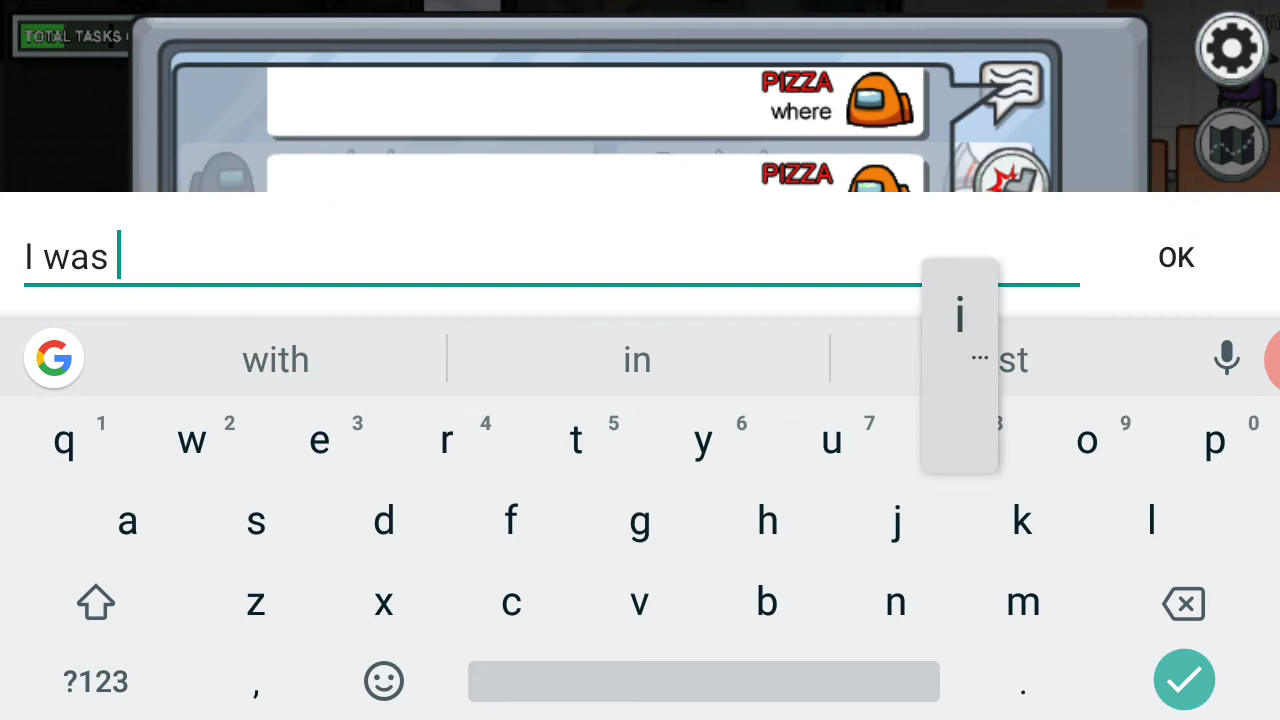 TOTAL TASKS
PIZZA
where
PIZZA
I was
OK
i
...
with
in
st
q 1 w 2 e 3 r 4 t 5 y 6 u 7 o 9 p 0
a s d f g h j k l
z x c v b n m
?123 , .